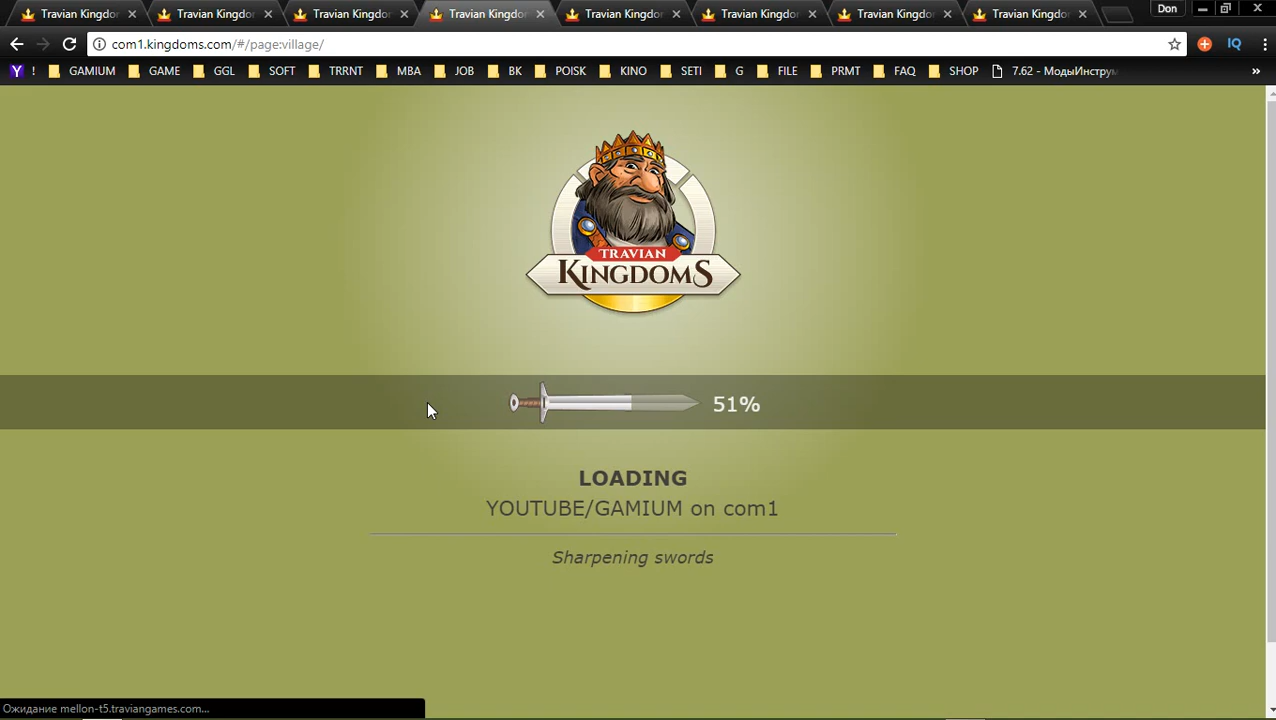 Travian Kingdo Travian Kingdo Travian Kingdo Travian Kingdo Travian Kingdo Travian Kingdo Travian Kingdo Travian Kingdo Don
com1.kingdoms.com/#/page:village/ IQ
Y ! GAMIUM GAME GGL SOFT TRRNT MBA JOB BK POISK KINO SETI G FILE PRMT FAQ SHOP 7.62 - МодыИнструм »
TRAVIAN
KINGDOMS
51%
LOADING
YOUTUBE/GAMIUM on com1
Sharpening swords
Ожидание mellon-t5.traviangames.com...